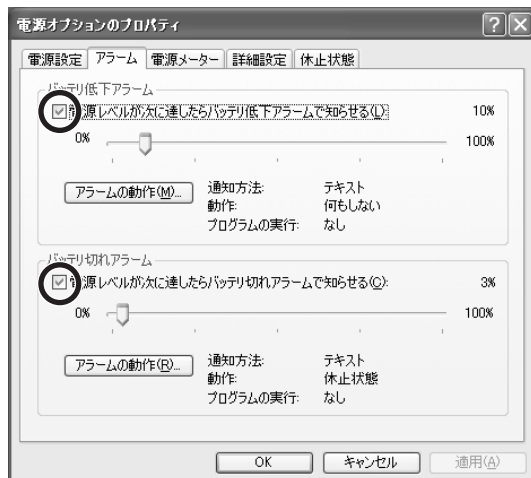 電源オプションのプロパティ
電源設定 アラーム 電源メーター 詳細設定 休止状態
バッテリ低下アラーム
電源レベルが次に達したらバッテリ低下アラームで知らせる(L): 10%
0% 100%
アラームの動作(M)... 通知方法: テキスト
動作: 何もしない
プログラムの実行: なし
バッテリ切れアラーム
電源レベルが次に達したらバッテリ切れアラームで知らせる(C): 3%
0% 100%
アラームの動作(R)... 通知方法: テキスト
動作: 休止状態
プログラムの実行: なし
OK キャンセル 適用(A)